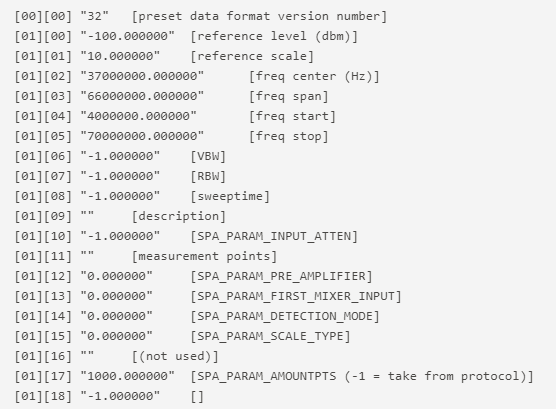 [00][00] "32" [preset data format version number]
[01][00] "-100.000000" [reference level (dbm)]
[01][01] "10.000000" [reference scale]
[01][02] "37000000.000000" [freq center (Hz)]
[01][03] "66000000.000000" [freq span]
[01][04] "4000000.000000" [freq start]
[01][05] "70000000.000000" [freq stop]
[01][06] "-1.000000" [VBW]
[01][07] "-1.000000" [RBW]
[01][08] "-1.000000" [sweeptime]
[01][09] "" [description]
[01][10] "-1.000000" [SPA_PARAM_INPUT_ATTEN]
[01][11] "" [measurement points]
[01][12] "0.000000" [SPA_PARAM_PRE_AMPLIFIER]
[01][13] "0.000000" [SPA_PARAM_FIRST_MIXER_INPUT]
[01][14] "0.000000" [SPA_PARAM_DETECTION_MODE]
[01][15] "0.000000" [SPA_PARAM_SCALE_TYPE]
[01][16] "" [(not used)]
[01][17] "1000.000000" [SPA_PARAM_AMOUNTPTS (-1 = take from protocol)]
[01][18] "-1.000000" []